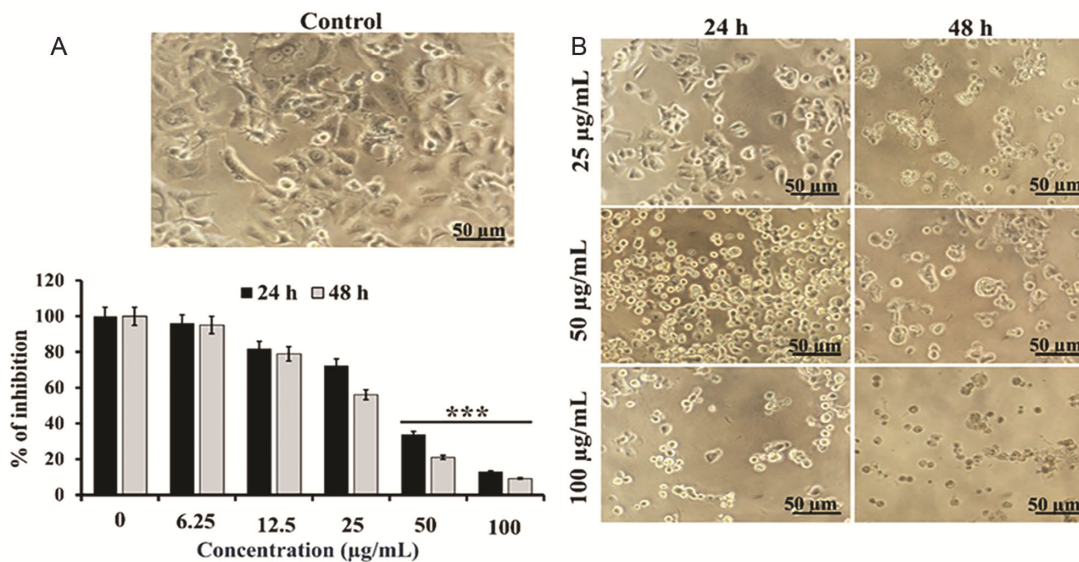 A
Control
50 µm
120
100
80
60
40
20
0
% of inhibition
24 h
48 h
***
0 6.25 12.5 25 50 100
Concentration (µg/mL)
B
24 h 48 h
25 µg/mL
50 µm 50 µm
50 µg/mL
50 µm 50 µm
100 µg/mL
50 µm 50 µm